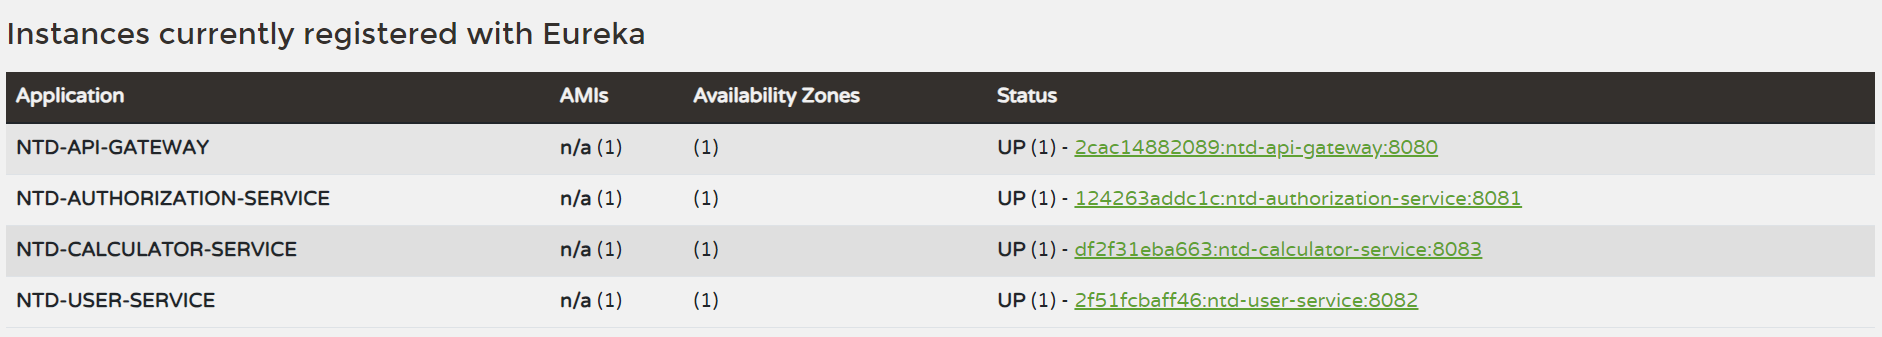 Instances currently registered with Eureka
Application AMIs Availability Zones Status
NTD-API-GATEWAY n/a (1) (1) UP (1) - 2cac14882089:ntd-api-gateway:8080
NTD-AUTHORIZATION-SERVICE n/a (1) (1) UP (1) - 124263addc1c:ntd-authorization-service:8081
NTD-CALCULATOR-SERVICE n/a (1) (1) UP (1) - df2f31eba663:ntd-calculator-service:8083
NTD-USER-SERVICE n/a (1) (1) UP (1) - 2f51fcbaff46:ntd-user-service:8082